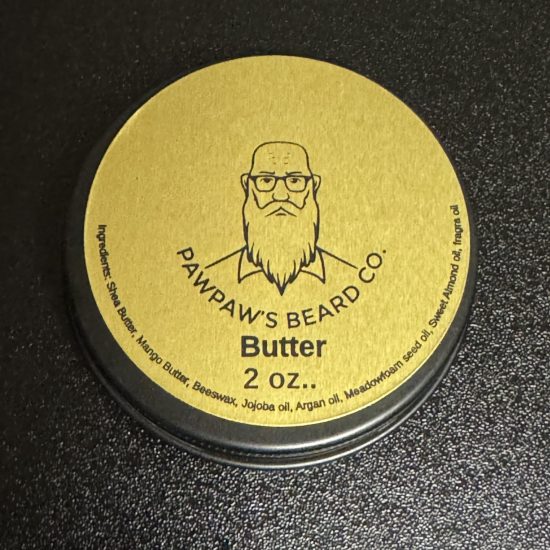 PAWPAW'S BEARD CO.
Butter
2 oz..
Ingredients: Shea Butter, Mango Butter, Beeswax, Jojoba oil, Argan oil, Meadowfoam seed oil, Sweet Almond oil, fragra oil